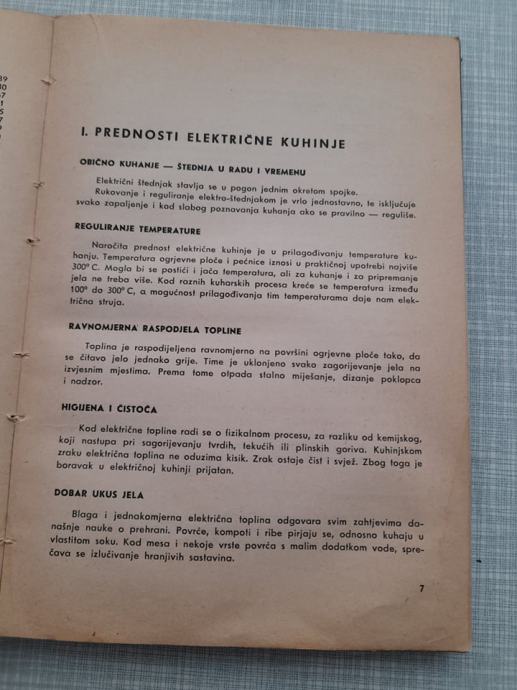 39
30
67
1
5
7
9
I. PREDNOSTI ELEKTRIČNE KUHINJE
OBIČNO KUHANJE — ŠTEDNJA U RADU I VREMENU
Električni štednjak stavlja se u pogon jednim okretom spojke.
Rukovanje i reguliranje elektro-štednjakom je vrlo jednostavno, te isključuje
svako zapaljenje i kod slabog poznavanja kuhanja ako se pravilno — reguliše.
REGULIRANJE TEMPERATURE
Naročita prednost električne kuhinje je u prilagođivanju temperature ku-
hanju. Temperatura ogrjevne ploče i pećnice iznosi u praktičnoj upotrebi najviše
300° C. Mogla bi se postići i jača temperatura, ali za kuhanje i za pripremanje
jela ne treba više. Kod raznih kuharskih procesa kreće se temperatura između
100° do 300° C, a mogućnost prilagođivanja tim temperaturama daje nam elek-
trična struja.
RAVNOMJERNA RASPODJELA TOPLINE
Toplina je raspodijeljena ravnomjerno na površini ogrjevne ploče tako, da
se čitavo jelo jednako grije. Time je uklonjeno svako zagorijevanje jela na
izvjesnim mjestima. Prema tome otpada stalno miješanje, dizanje poklopca
i nadzor.
HIGIJENA I ČISTOĆA
Kod električne topline radi se o fizikalnom procesu, za razliku od kemijskog,
koji nastupa pri sagorijevanju tvrdih, tekućih ili plinskih goriva. Kuhinjskom
zraku električna toplina ne oduzima kisik. Zrak ostaje čist i svjež. Zbog toga je
boravak u električnoj kuhinji prijatan.
DOBAR UKUS JELA
Blaga i jednakomjerna električna toplina odgovara svim zahtjevima da-
našnje nauke o prehrani. Povrće, kompoti i ribe pirjaju se, odnosno kuhaju u
vlastitom soku. Kod mesa i nekoje vrste povrća s malim dodatkom vode, spre-
čava se izlučivanje hranjivih sastavina.
7